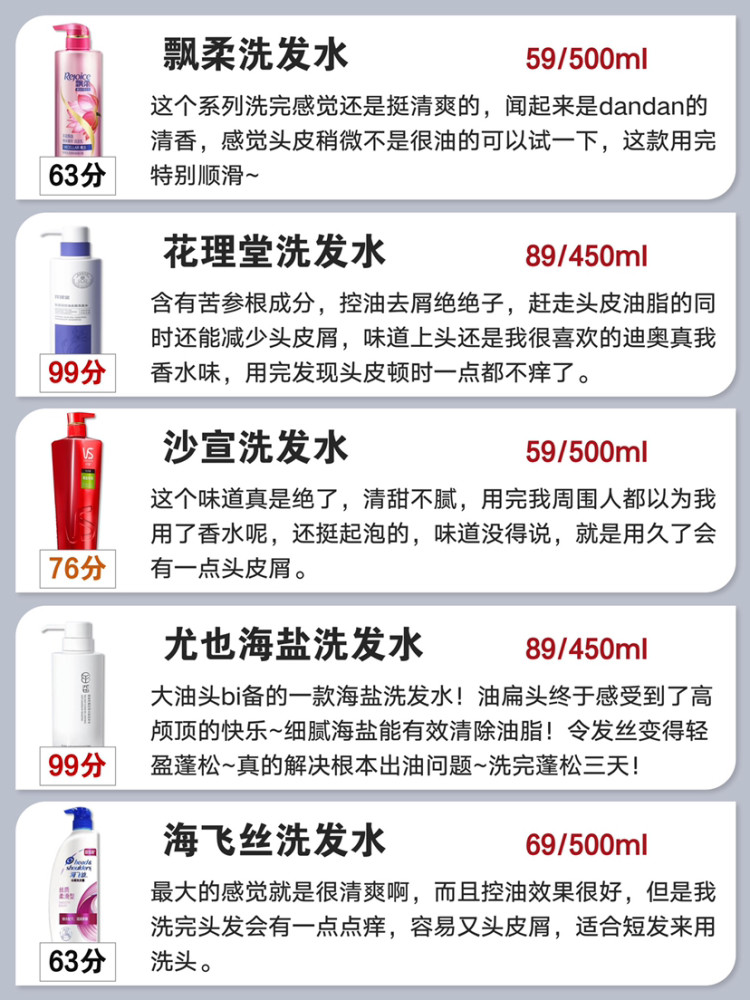 飘柔洗发水
59/500ml
这个系列洗完感觉还是挺清爽的，闻起来是dandan的
清香，感觉头皮稍微不是很油的可以试一下，这款用完
特别顺滑~
Rejoice
飘柔
63分
花理堂洗发水
89/450ml
含有苦参根成分，控油去屑绝绝子，赶走头皮油脂的同
时还能减少头皮屑，味道上头还是我很喜欢的迪奥真我
香水味，用完发现头皮顿时一点都不痒了。
99分
沙宣洗发水
59/500ml
这个味道真是绝了，清甜不腻，用完我周围人都以为我
用了香水呢，还挺起泡的，味道没得说，就是用久了会
有一点头皮屑。
VS
76分
尤也海盐洗发水
89/450ml
大油头bi备的一款海盐洗发水！油扁头终于感受到了高
颅顶的快乐~细腻海盐能有效清除油脂！令发丝变得轻
盈蓬松~真的解决根本出油问题~洗完蓬松三天！
99分
海飞丝洗发水
69/500ml
最大的感觉就是很清爽啊，而且控油效果很好，但是我
洗完头发会有一点点痒，容易又头皮屑，适合短发来用
洗头。
head&
shoulders
海飞丝
63分